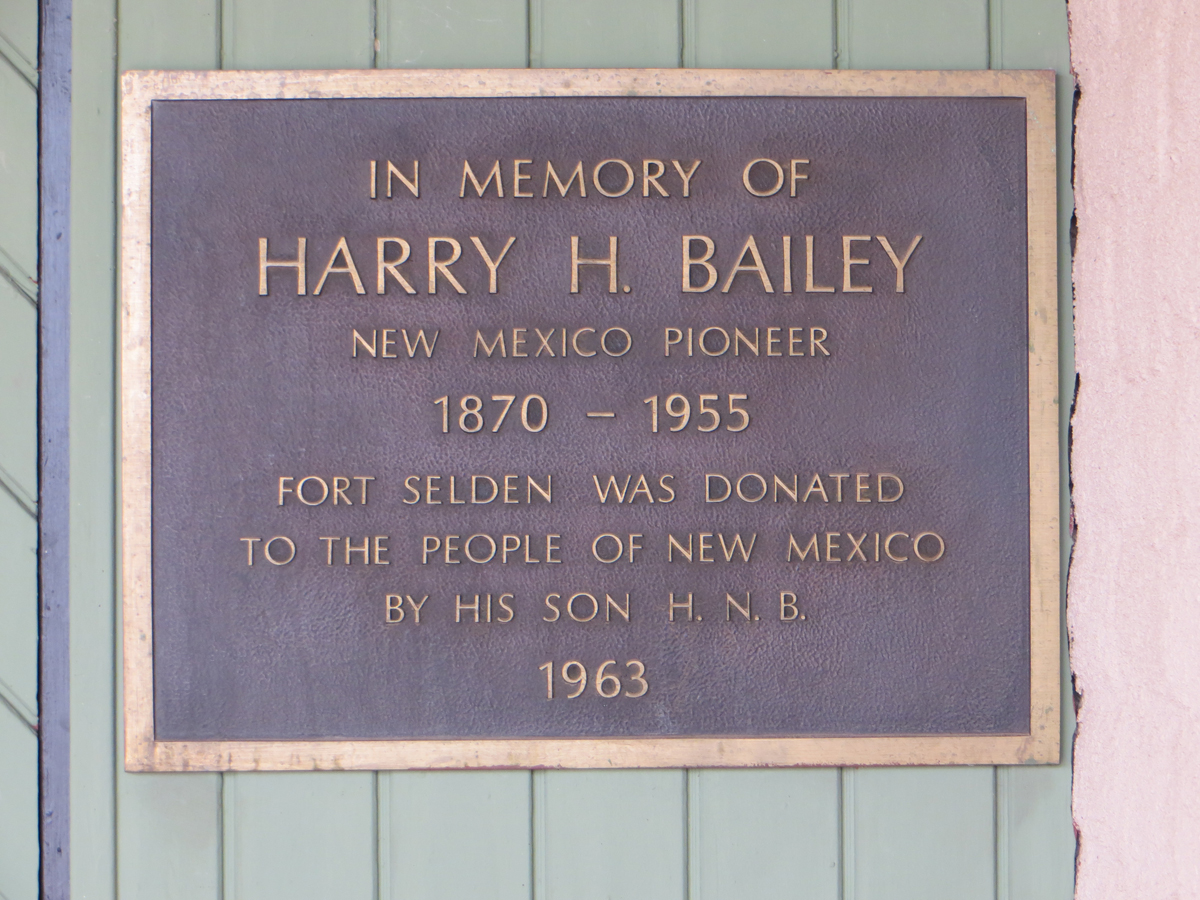 IN MEMORY OF
HARRY H. BAILEY
NEW MEXICO PIONEER
1870 – 1955
FORT SELDEN WAS DONATED
TO THE PEOPLE OF NEW MEXICO
BY HIS SON H. N. B.
1963